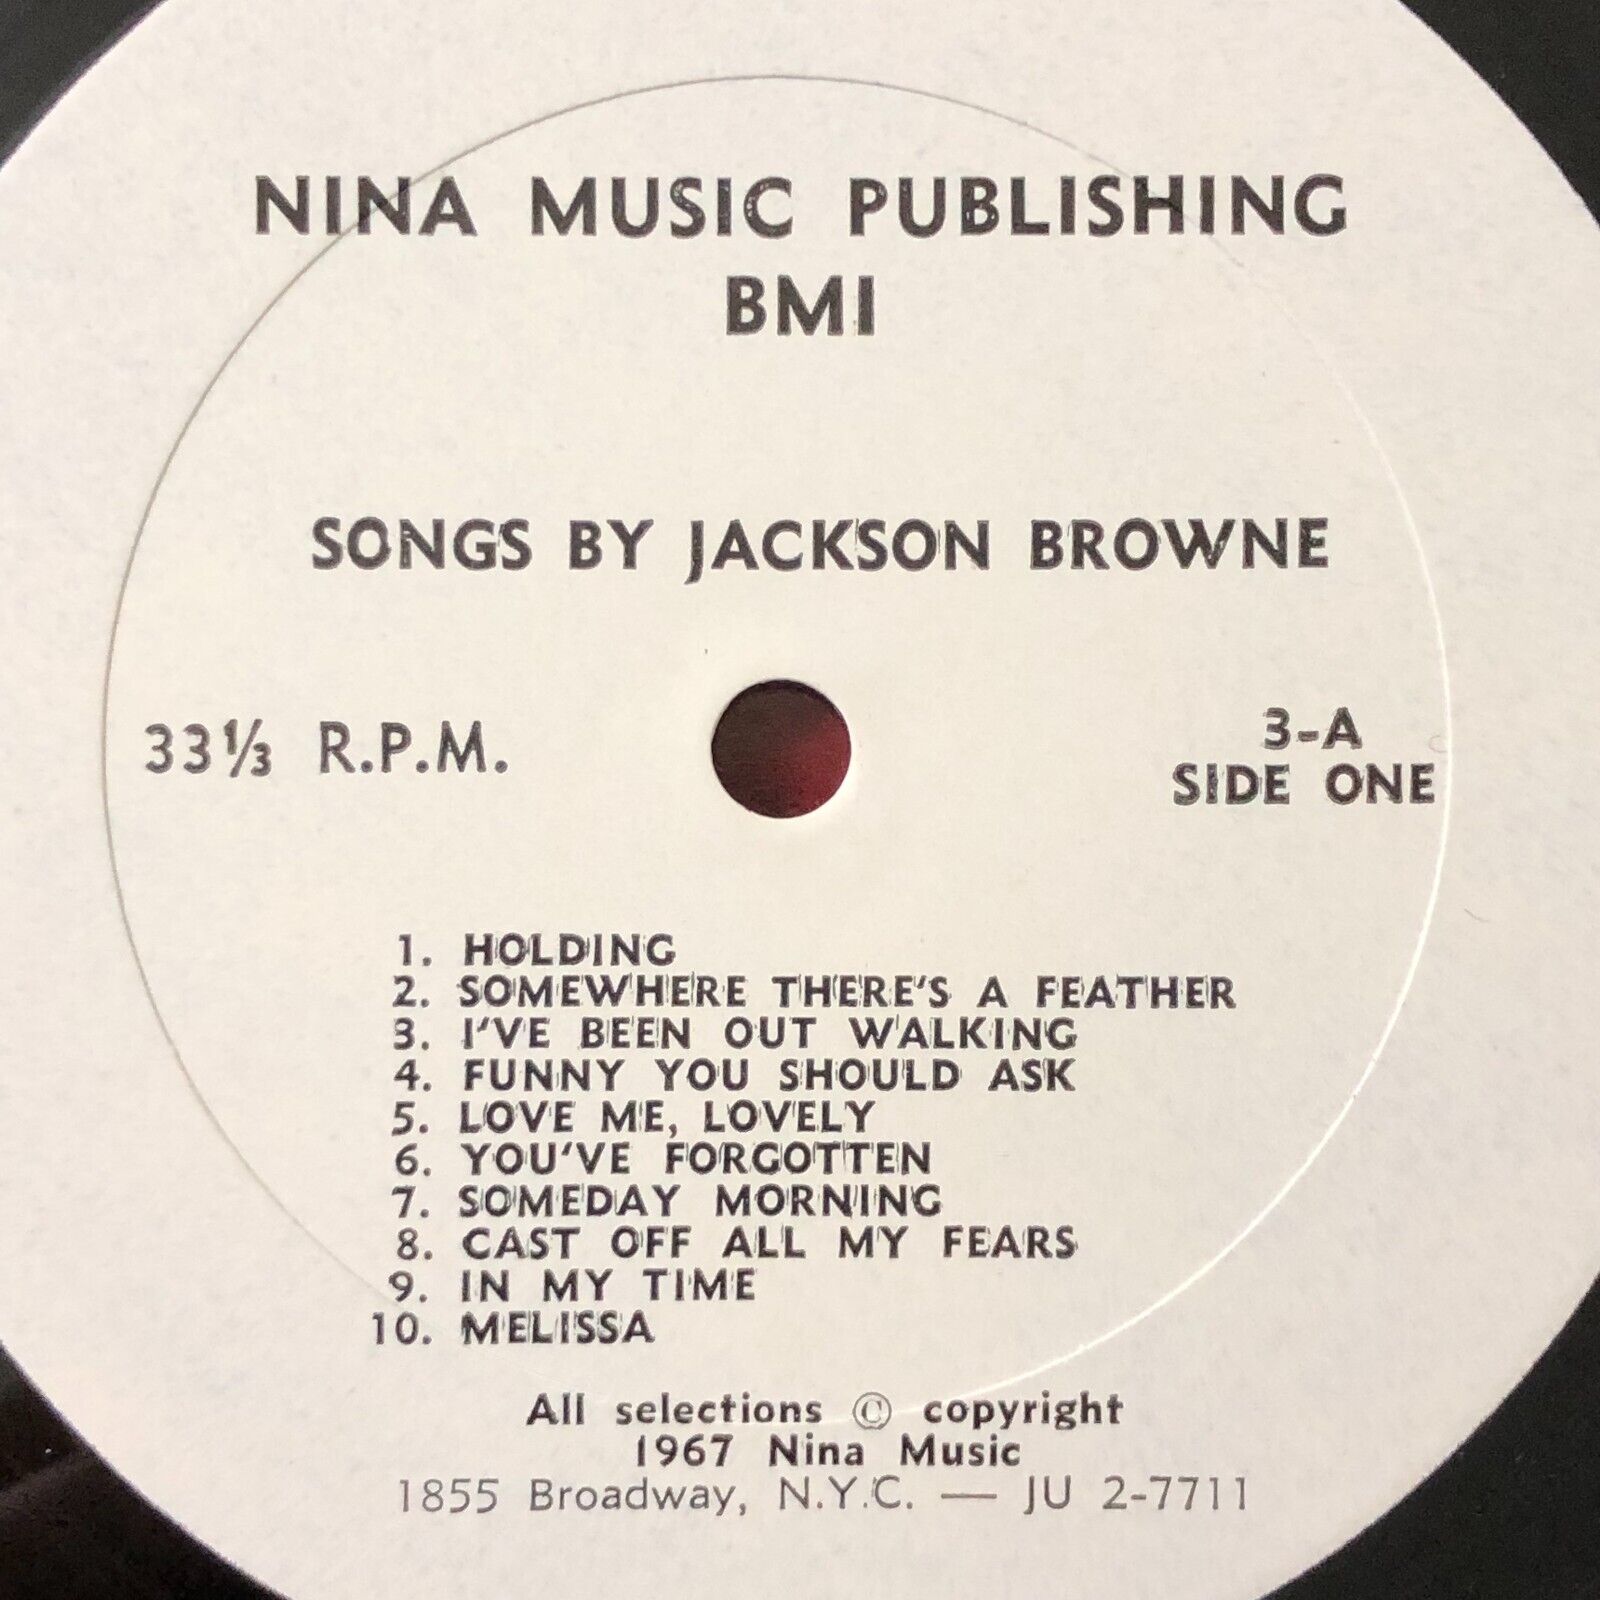 NINA MUSIC PUBLISHING
BMI
SONGS BY JACKSON BROWNE
33 1/3 R.P.M.
3-A
SIDE ONE
1. HOLDING
2. SOMEWHERE THERE'S A FEATHER
3. I'VE BEEN OUT WALKING
4. FUNNY YOU SHOULD ASK
5. LOVE ME, LOVELY
6. YOU'VE FORGOTTEN
7. SOMEDAY MORNING
8. CAST OFF ALL MY FEARS
9. IN MY TIME
10. MELISSA
All selections © copyright
1967 Nina Music
1855 Broadway, N.Y.C. — JU 2-7711